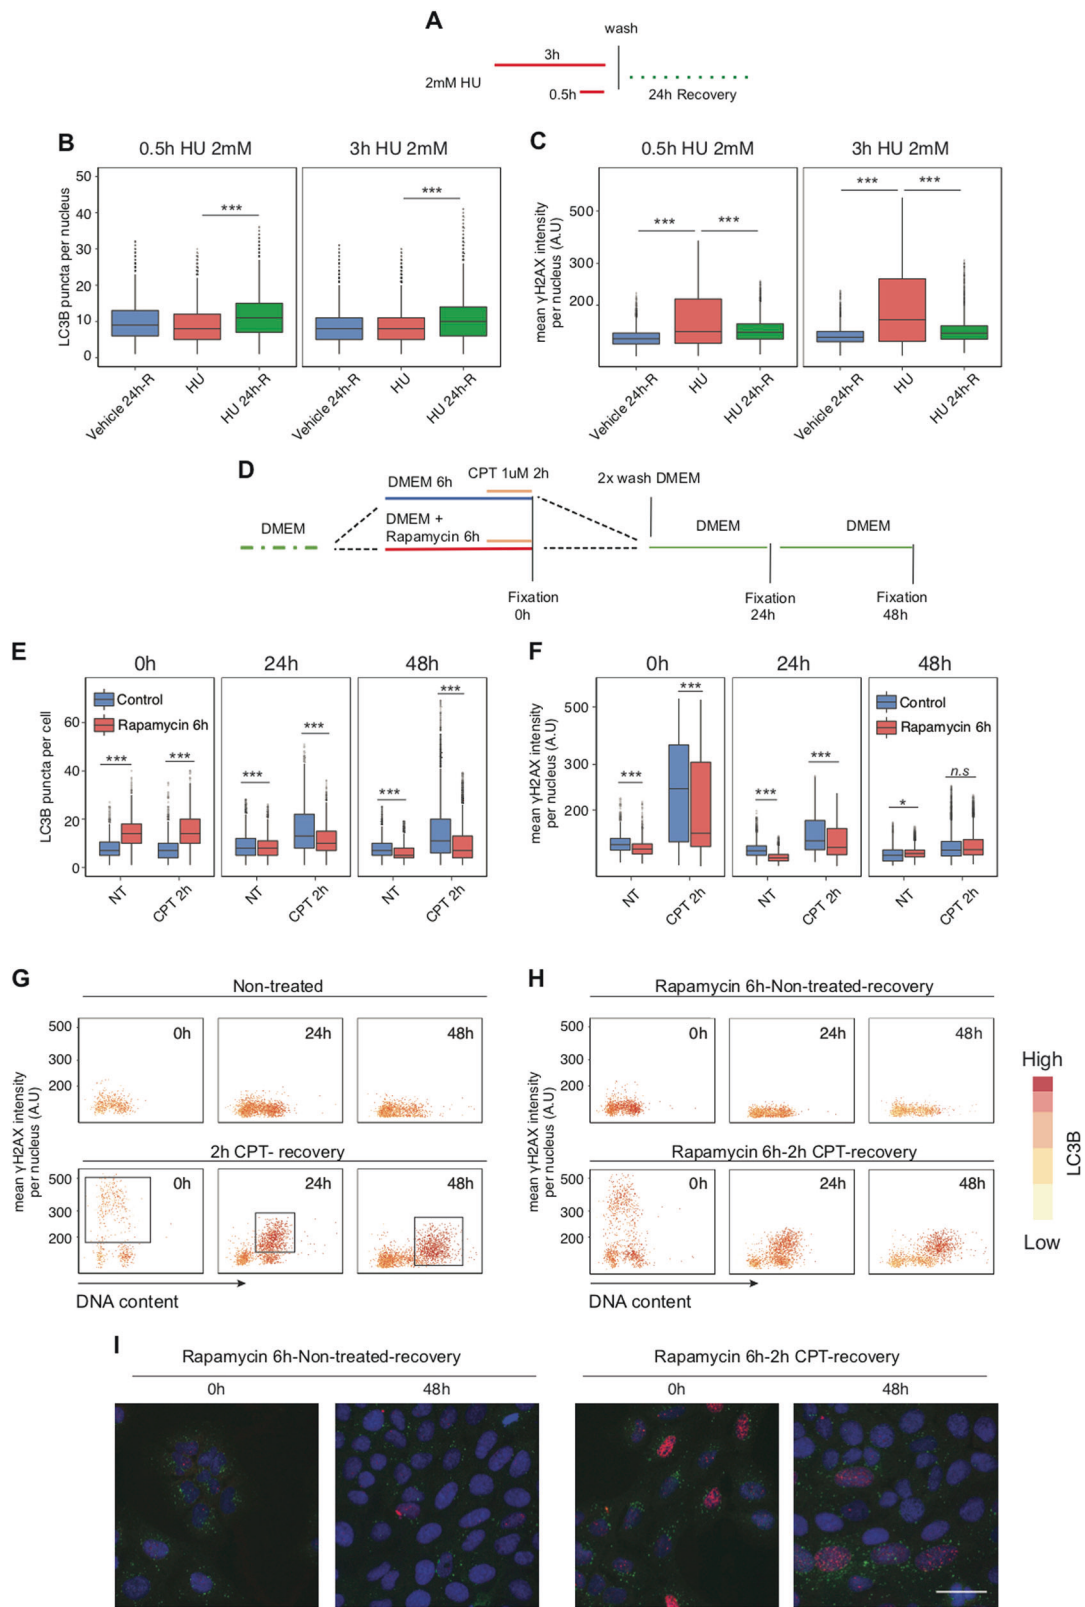 A
wash
3h
2mM HU
0.5h
24h Recovery
B
0.5h HU 2mM
3h HU 2mM
LC3B puncta per nucleus
50
40
30
20
10
0
***
***
Vehicle 24h-R
HU
HU 24h-R
Vehicle 24h-R
HU
HU 24h-R
C
0.5h HU 2mM
3h HU 2mM
mean γH2AX intensity
per nucleus (A.U)
500
300
200
***
***
***
***
Vehicle 24h-R
HU
HU 24h-R
Vehicle 24h-R
HU
HU 24h-R
D
DMEM
DMEM 6h
CPT 1uM 2h
DMEM +
Rapamycin 6h
2x wash DMEM
DMEM
DMEM
Fixation
0h
Fixation
24h
Fixation
48h
E
0h
24h
48h
LC3B puncta per cell
60
40
20
0
Control
Rapamycin 6h
***
***
***
***
***
***
NT
CPT 2h
NT
CPT 2h
NT
CPT 2h
F
0h
24h
48h
mean γH2AX intensity
per nucleus (A.U)
500
300
200
Control
Rapamycin 6h
***
***
***
***
*
n.s
NT
CPT 2h
NT
CPT 2h
NT
CPT 2h
G
Non-treated
mean γH2AX intensity
per nucleus (A.U)
500
300
200
0h
24h
48h
2h CPT- recovery
500
300
200
0h
24h
48h
DNA content
H
Rapamycin 6h-Non-treated-recovery
mean γH2AX intensity
per nucleus (A.U)
500
300
200
0h
24h
48h
Rapamycin 6h-2h CPT-recovery
500
300
200
0h
24h
48h
DNA content
High
LC3B
Low
I
Rapamycin 6h-Non-treated-recovery
0h
48h
Rapamycin 6h-2h CPT-recovery
0h
48h